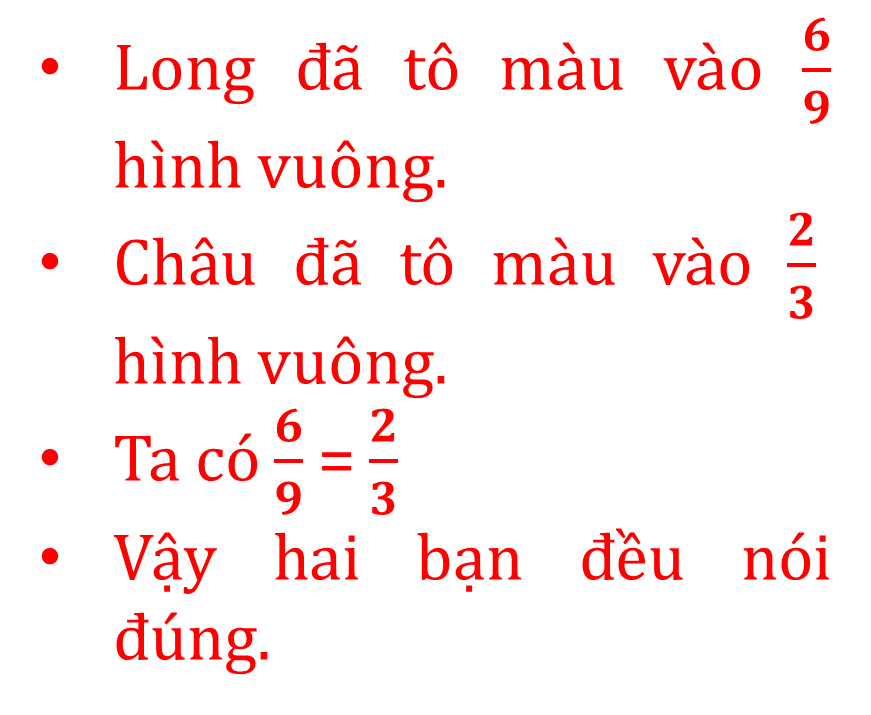 • Long đã tô màu vào 6/9
hình vuông.
• Châu đã tô màu vào 2/3
hình vuông.
• Ta có 6/9 = 2/3
• Vậy hai bạn đều nói
đúng.